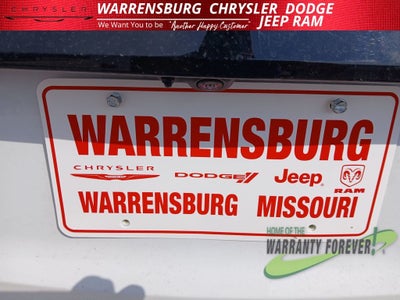 CHRYSLER
WARRENSBURG CHRYSLER DODGE
JEEP RAM
We Want You to be "Another Happy Customer"
WARRENSBURG
CHRYSLER DODGE Jeep RAM
WARRENSBURG MISSOURI
HOME OF THE
WARRANTY FOREVER!